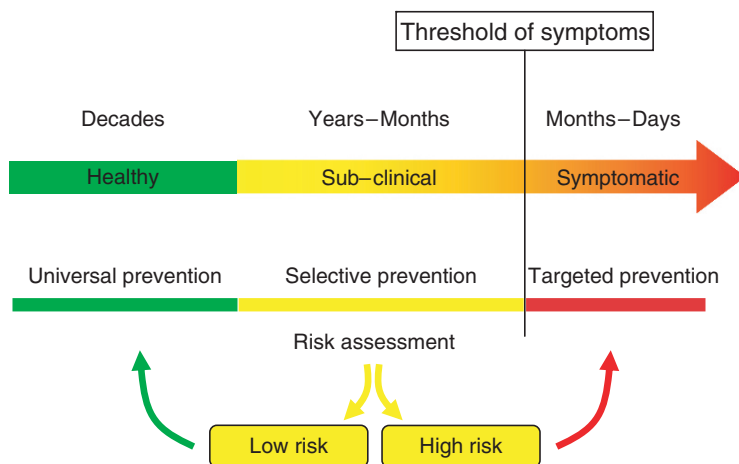 Threshold of symptoms
Decades
Years–Months
Months–Days
Healthy
Sub–clinical
Symptomatic
Universal prevention
Selective prevention
Targeted prevention
Risk assessment
Low risk
High risk